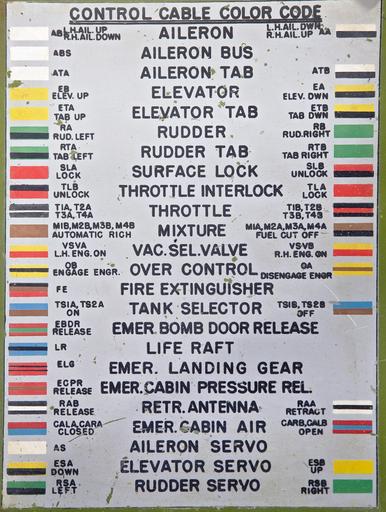 CONTROL CABLE COLOR CODE
AB L.H.AIL. UP R.H.AIL.DOWN AILERON L.H.AIL. DWN. R.H.AIL.UP AA
ABS AILERON BUS
ATA AILERON TAB ATB
EB ELEV. UP ELEVATOR EA ELEV. DWN
ETA TAB UP ELEVATOR TAB ETB TAB DWN
RA RUD. LEFT RUDDER RB RUD.RIGHT
RTA TAB LEFT RUDDER TAB RTB TAB RIGHT
SLA LOCK SURFACE LOCK SLB UNLOCK
TLB UNLOCK THROTTLE INTERLOCK TLA LOCK
T1A, T2A T3A, T4A THROTTLE T1B, T2B T3B, T4B
M1B,M2B,M3B,M4B AUTOMATIC RICH MIXTURE M1A,M2A,M3A,M4A FUEL CUT OFF
VSVA L.H. ENG. ON VAC.SEL.VALVE VSVB R.H. ENG. ON
OB ENGAGE ENGR. OVER CONTROL OA DISENGAGE ENGR
FE FIRE EXTINGUISHER
TS1A, TS2A ON TANK SELECTOR TS1B, TS2B OFF
EBDR RELEASE EMER. BOMB DOOR RELEASE
LR LIFE RAFT
ELG EMER. LANDING GEAR
ECPR RELEASE EMER.CABIN PRESSURE REL.
RAB RELEASE RETR. ANTENNA RAA RETRACT
CALA,CARA CLOSED EMER. CABIN AIR CARB,CALB OPEN
AS AILERON SERVO
ESA DOWN ELEVATOR SERVO ESB UP
RSA LEFT RUDDER SERVO RSB RIGHT